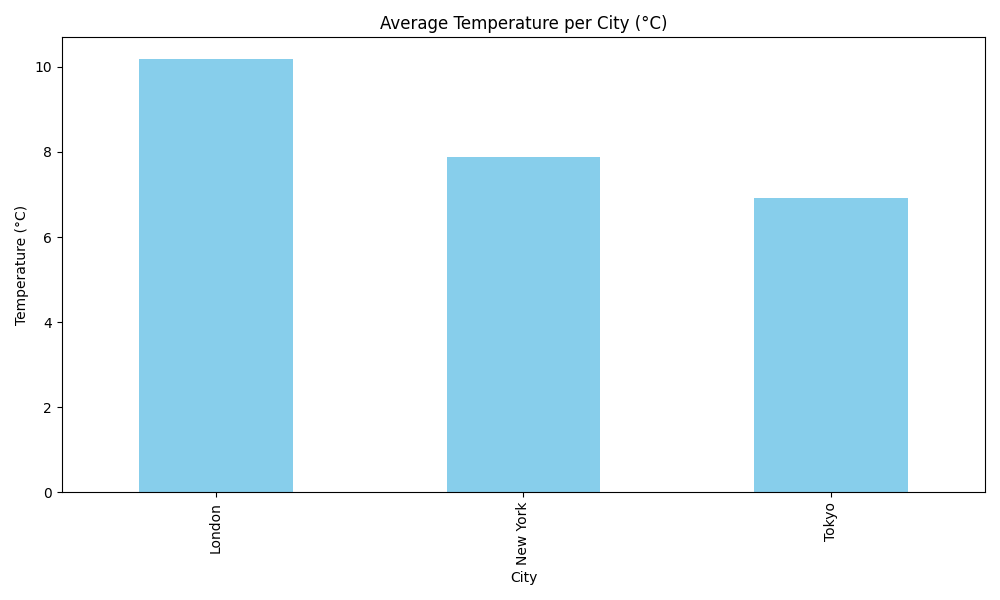 Average Temperature per City (°C)
Temperature (°C)
10
8
6
4
2
0
London
New York
Tokyo
City